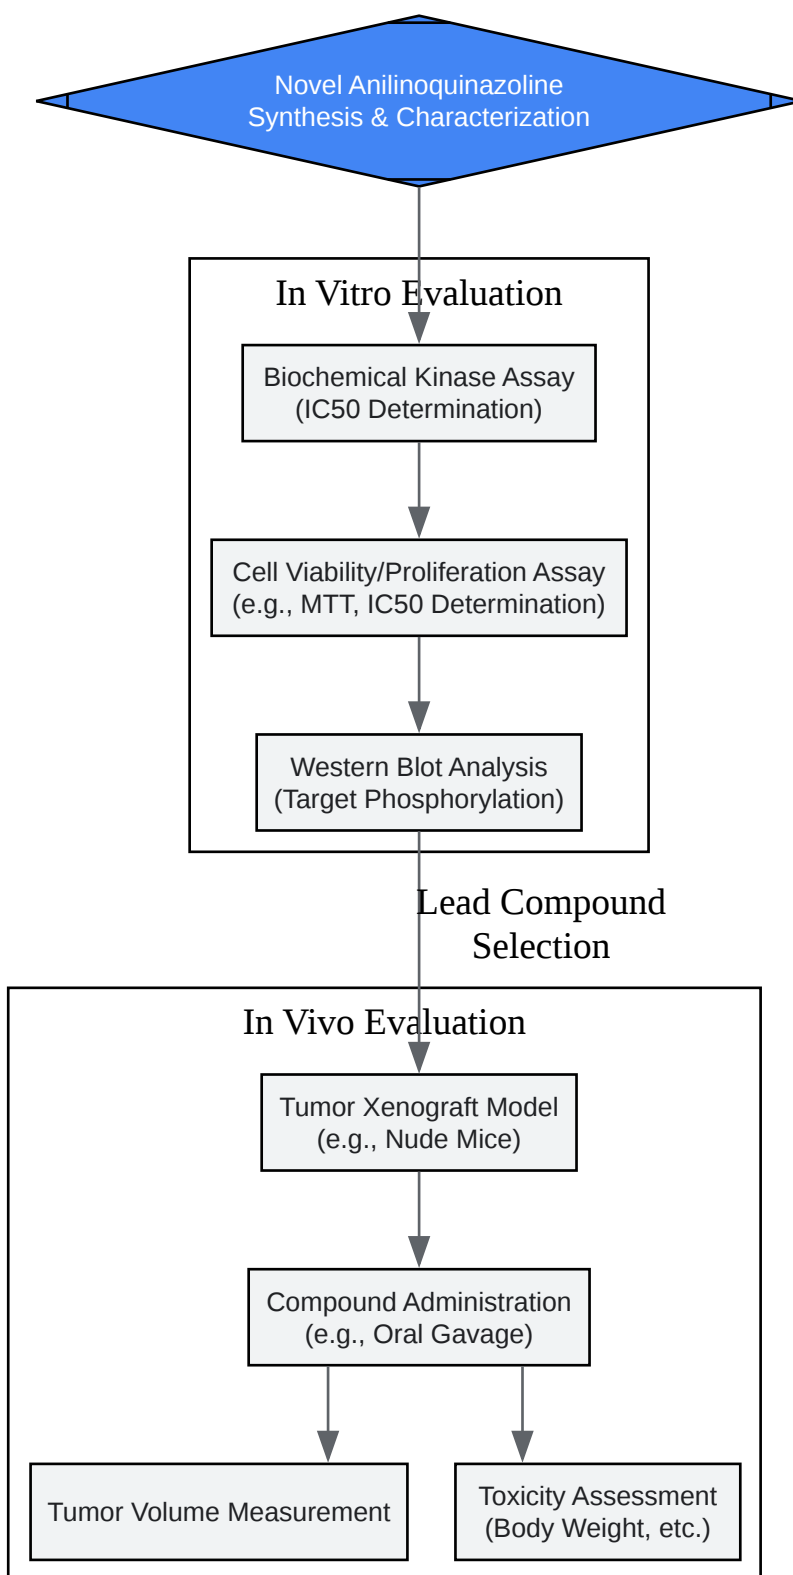 Novel Anilinoquinazoline
Synthesis & Characterization
In Vitro Evaluation
Biochemical Kinase Assay
(IC50 Determination)
Cell Viability/Proliferation Assay
(e.g., MTT, IC50 Determination)
Western Blot Analysis
(Target Phosphorylation)
Lead Compound
Selection
In Vivo Evaluation
Tumor Xenograft Model
(e.g., Nude Mice)
Compound Administration
(e.g., Oral Gavage)
Tumor Volume Measurement
Toxicity Assessment
(Body Weight, etc.)